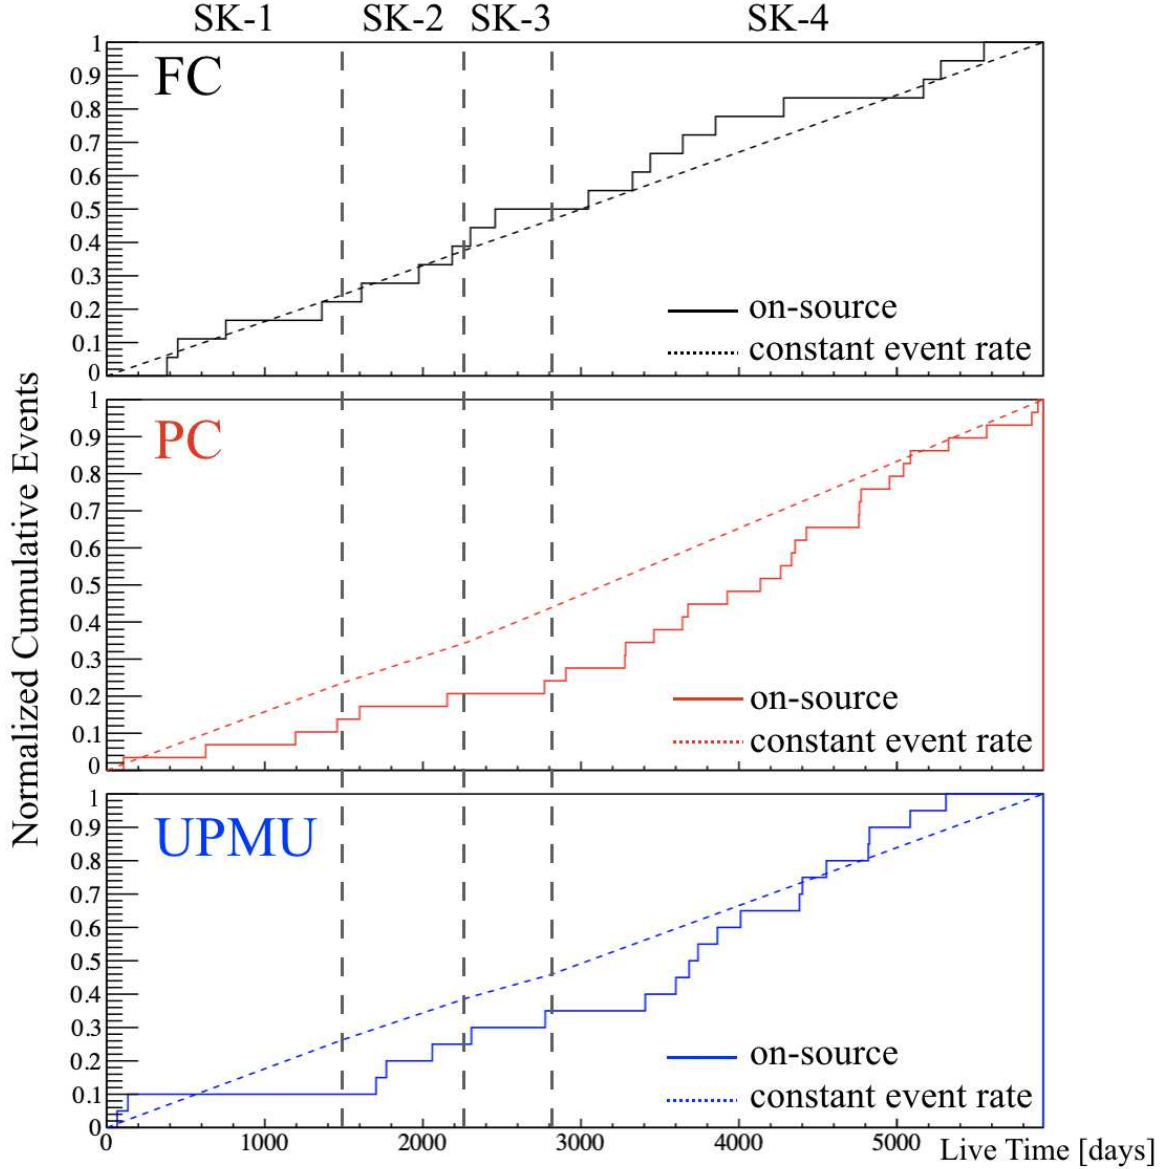 SK-1 SK-2 SK-3 SK-4
FC
1
0.9
0.8
0.7
0.6
0.5
0.4
0.3
0.2
0.1
0
on-source
constant event rate
Normalized Cumulative Events
PC
1
0.9
0.8
0.7
0.6
0.5
0.4
0.3
0.2
0.1
0
on-source
constant event rate
UPMU
1
0.9
0.8
0.7
0.6
0.5
0.4
0.3
0.2
0.1
0
on-source
constant event rate
0 1000 2000 3000 4000 5000 Live Time [days]